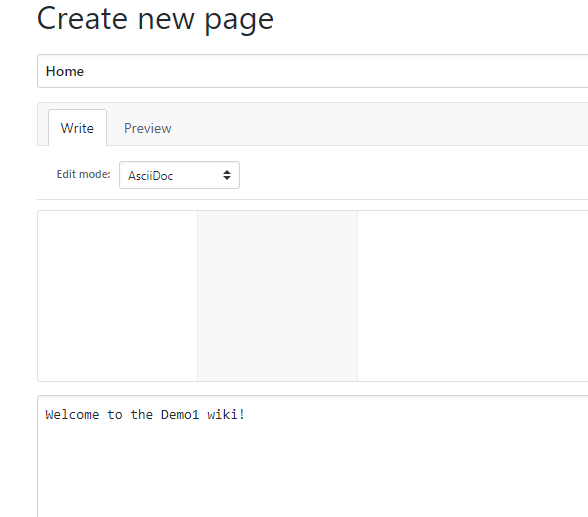 Create new page
Home
Write Preview
Edit mode: AsciiDoc
Welcome to the Demo1 wiki!